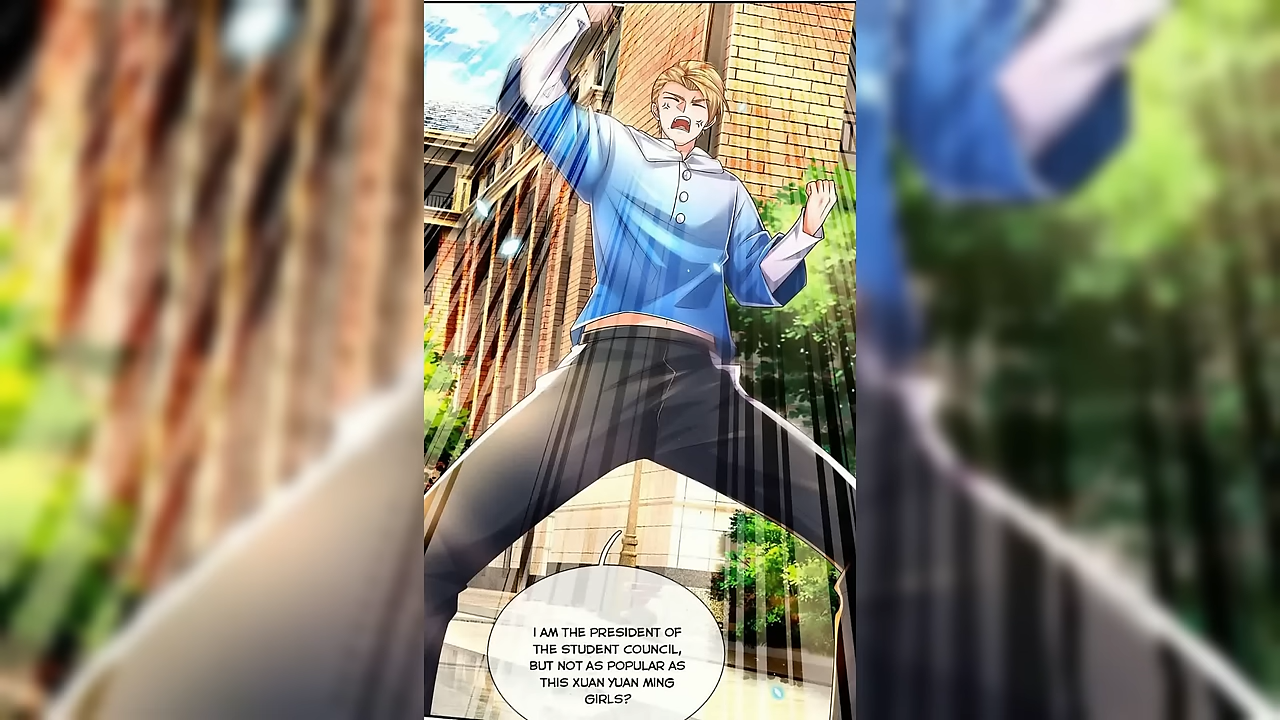 I AM THE PRESIDENT OF
THE STUDENT COUNCIL,
BUT NOT AS POPULAR AS
THIS XUAN YUAN MING
GIRLS?